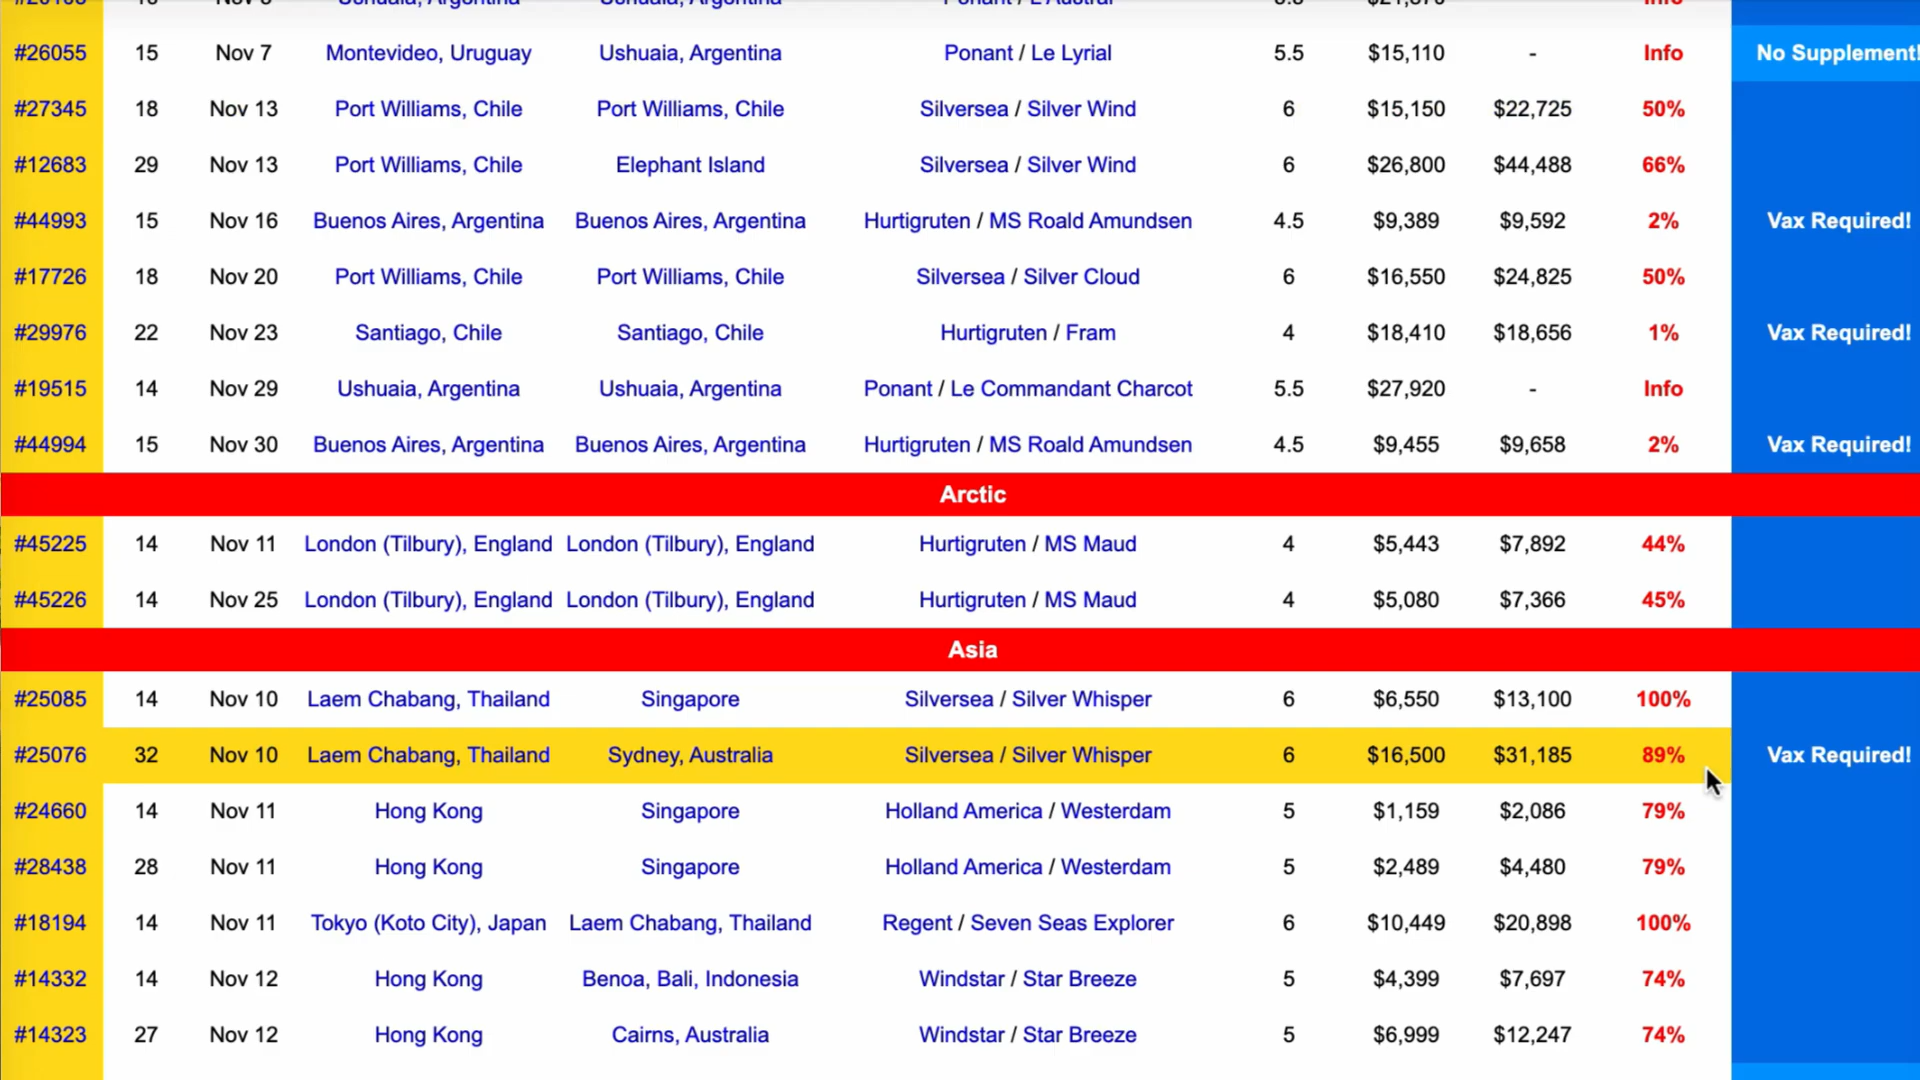 #26055 15 Nov 7 Montevideo, Uruguay Ushuaia, Argentina Ponant / Le Lyrial 5.5 $15,110 - Info No Supplement!
#27345 18 Nov 13 Port Williams, Chile Port Williams, Chile Silversea / Silver Wind 6 $15,150 $22,725 50%
#12683 29 Nov 13 Port Williams, Chile Elephant Island Silversea / Silver Wind 6 $26,800 $44,488 66%
#44993 15 Nov 16 Buenos Aires, Argentina Buenos Aires, Argentina Hurtigruten / MS Roald Amundsen 4.5 $9,389 $9,592 2% Vax Required!
#17726 18 Nov 20 Port Williams, Chile Port Williams, Chile Silversea / Silver Cloud 6 $16,550 $24,825 50%
#29976 22 Nov 23 Santiago, Chile Santiago, Chile Hurtigruten / Fram 4 $18,410 $18,656 1% Vax Required!
#19515 14 Nov 29 Ushuaia, Argentina Ushuaia, Argentina Ponant / Le Commandant Charcot 5.5 $27,920 - Info
#44994 15 Nov 30 Buenos Aires, Argentina Buenos Aires, Argentina Hurtigruten / MS Roald Amundsen 4.5 $9,455 $9,658 2% Vax Required!
Arctic
#45225 14 Nov 11 London (Tilbury), England London (Tilbury), England Hurtigruten / MS Maud 4 $5,443 $7,892 44%
#45226 14 Nov 25 London (Tilbury), England London (Tilbury), England Hurtigruten / MS Maud 4 $5,080 $7,366 45%
Asia
#25085 14 Nov 10 Laem Chabang, Thailand Singapore Silversea / Silver Whisper 6 $6,550 $13,100 100%
#25076 32 Nov 10 Laem Chabang, Thailand Sydney, Australia Silversea / Silver Whisper 6 $16,500 $31,185 89% Vax Required!
#24660 14 Nov 11 Hong Kong Singapore Holland America / Westerdam 5 $1,159 $2,086 79%
#28438 28 Nov 11 Hong Kong Singapore Holland America / Westerdam 5 $2,489 $4,480 79%
#18194 14 Nov 11 Tokyo (Koto City), Japan Laem Chabang, Thailand Regent / Seven Seas Explorer 6 $10,449 $20,898 100%
#14332 14 Nov 12 Hong Kong Benoa, Bali, Indonesia Windstar / Star Breeze 5 $4,399 $7,697 74%
#14323 27 Nov 12 Hong Kong Cairns, Australia Windstar / Star Breeze 5 $6,999 $12,247 74%